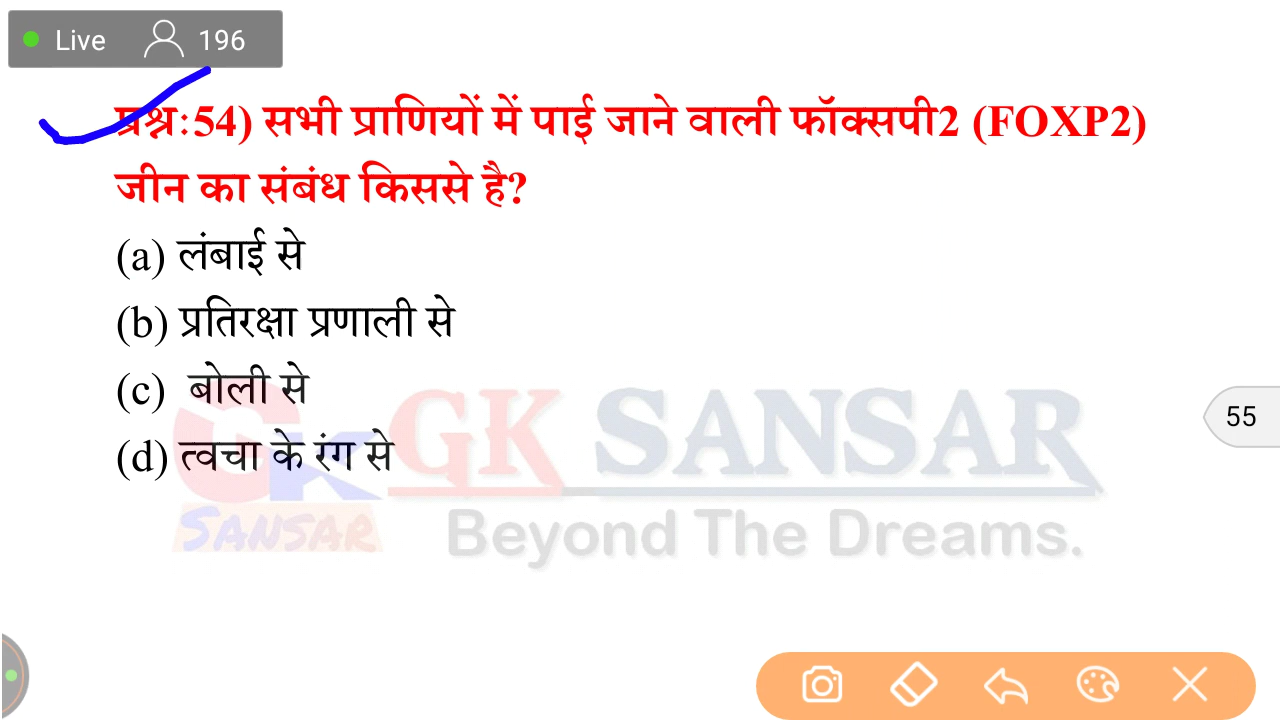 Live 196
प्रश्नः54) सभी प्राणियों में पाई जाने वाली फॉक्सपी2 (FOXP2)
जीन का संबंध किससे है?
(a) लंबाई से
(b) प्रतिरक्षा प्रणाली से
(c) बोली से
(d) त्वचा के रंग से
GK SANSAR
GK
SANSAR
Beyond The Dreams.
55